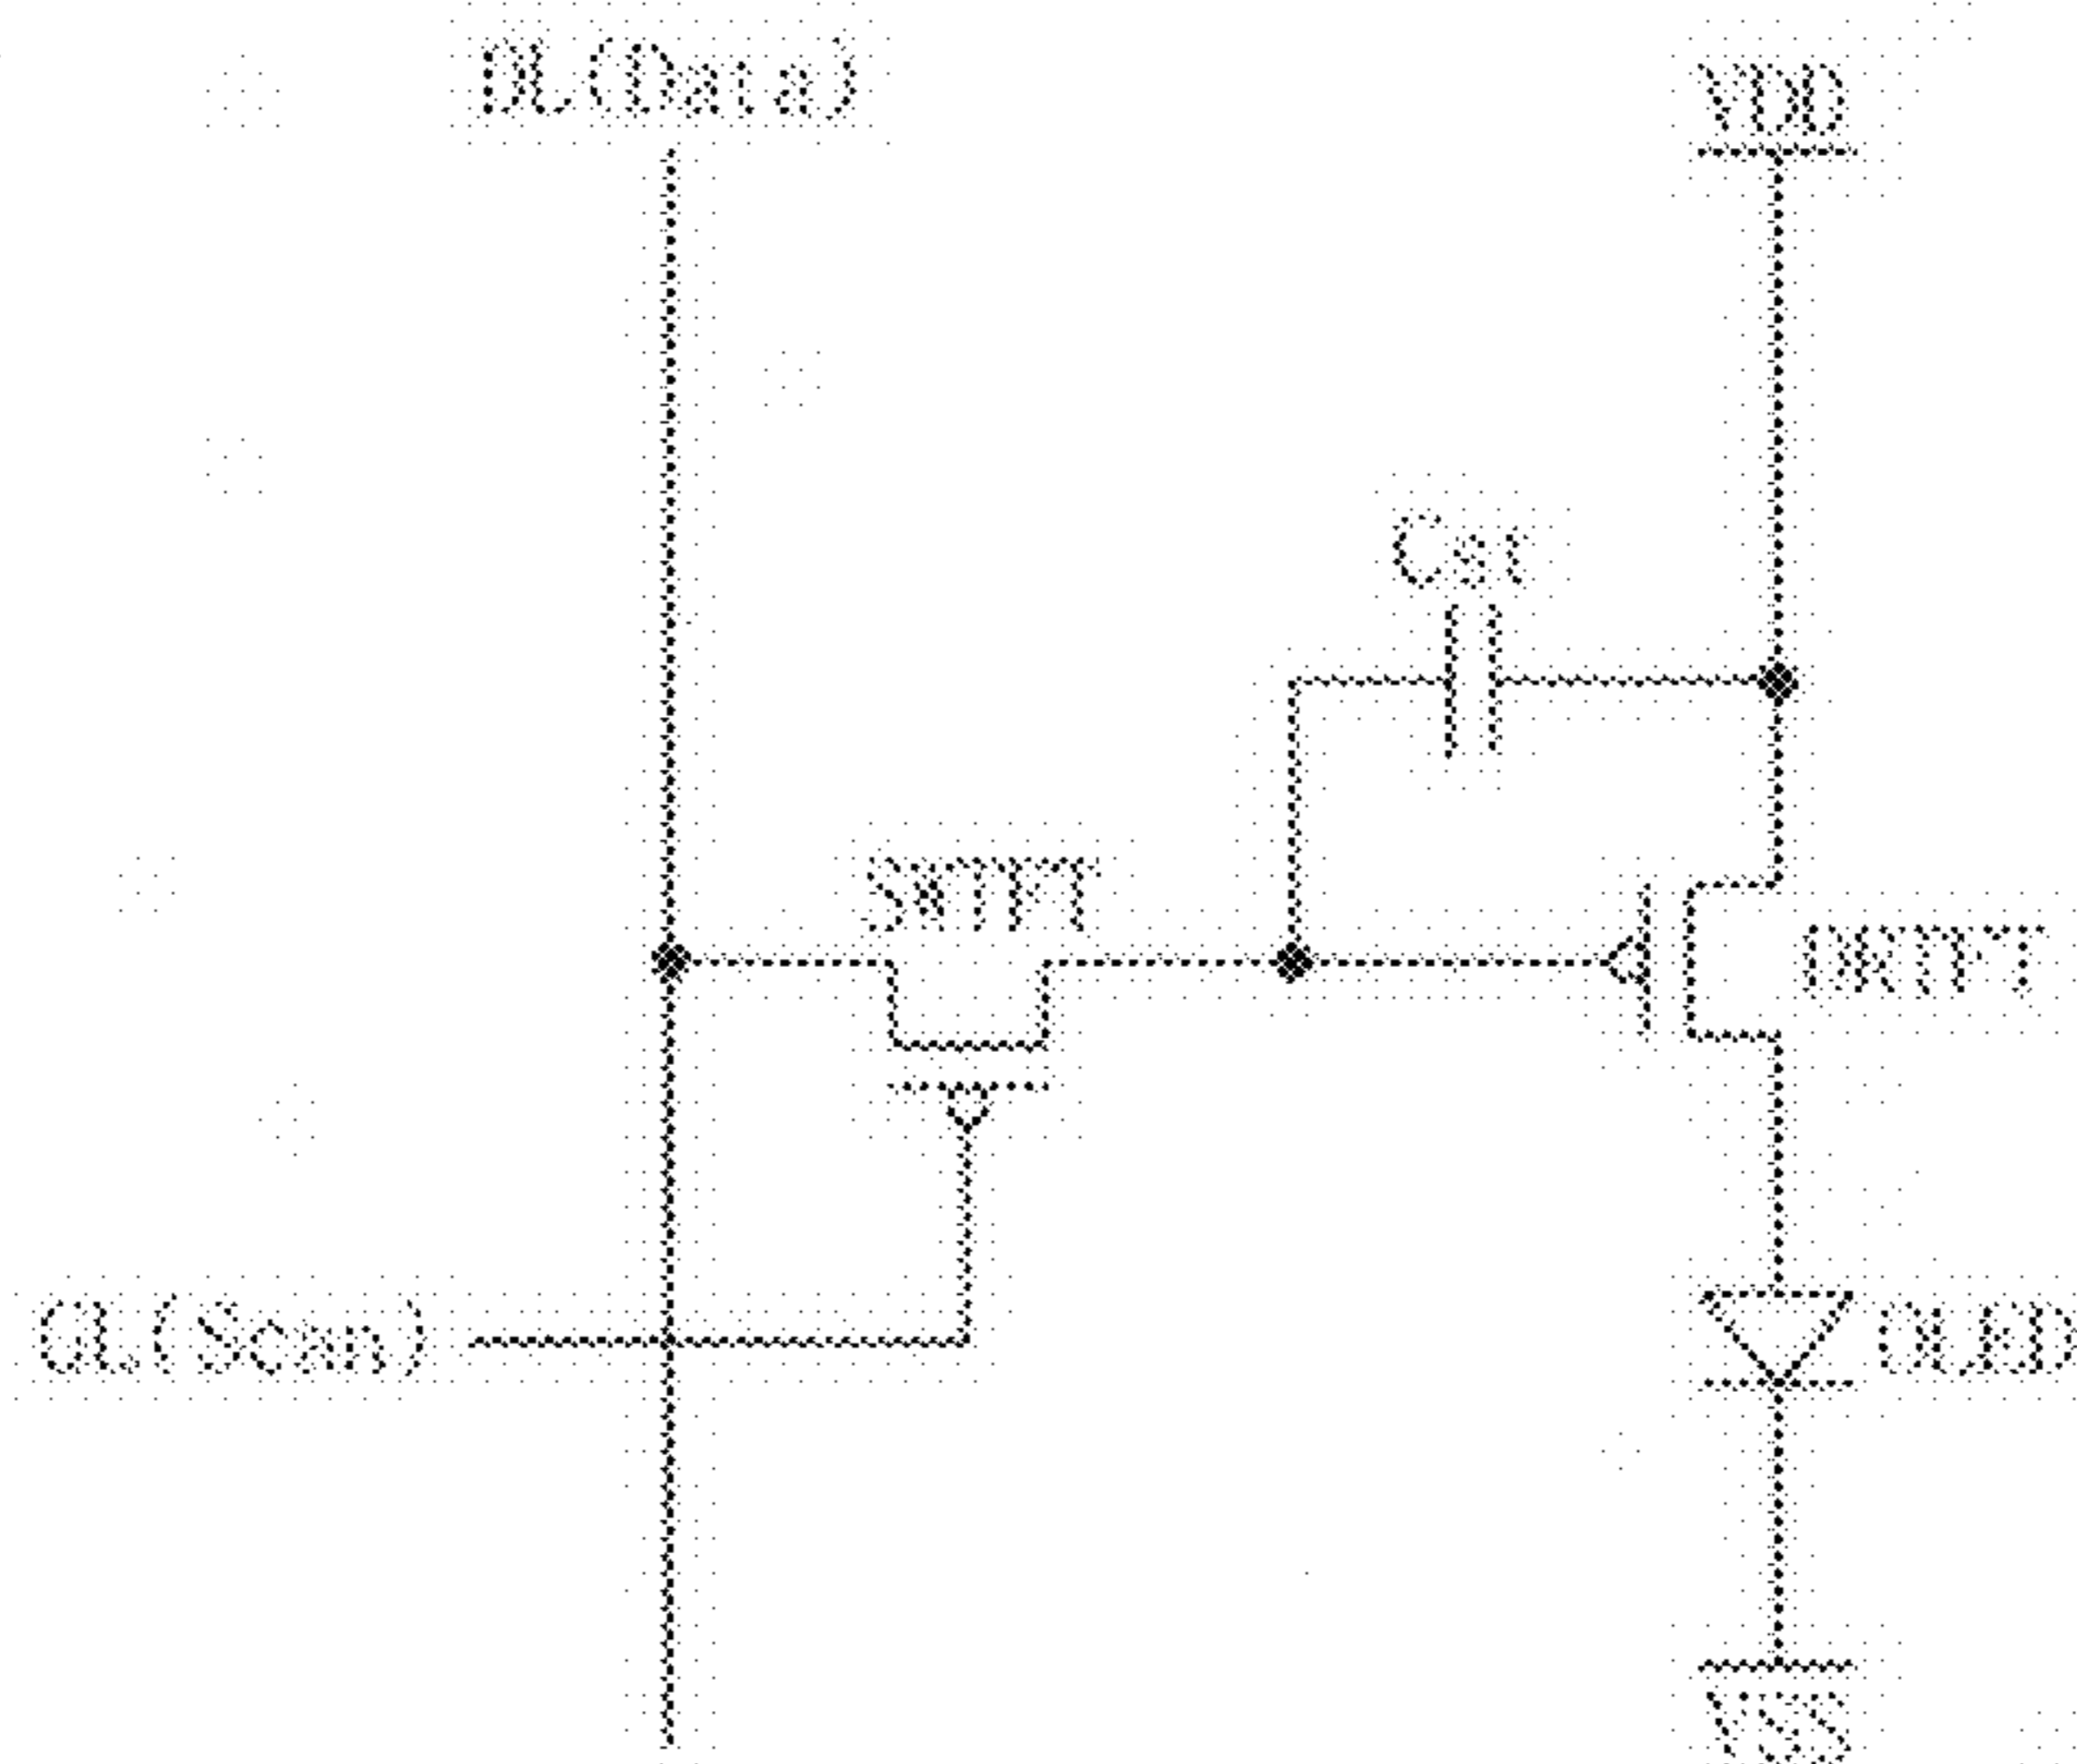 DL(Data)
VDD
Cst
SWTFT
DRTFT
GL(Scan)
OLED
VSS